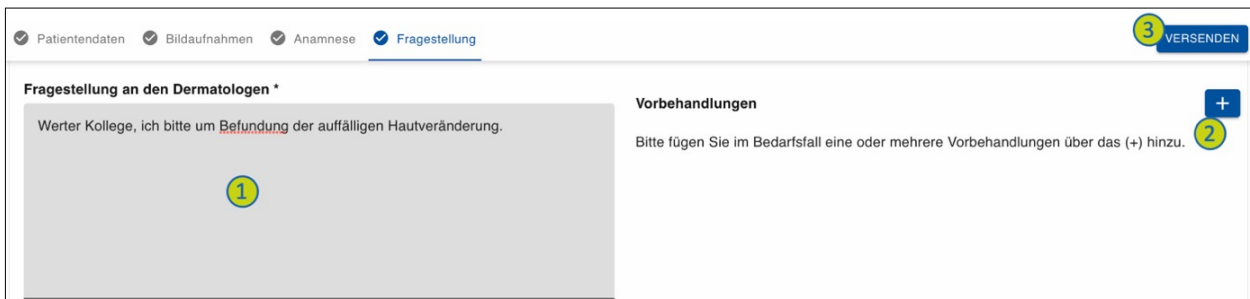 Patientendaten Bildaufnahmen Anamnese Fragestellung
3 VERSENDEN
Fragestellung an den Dermatologen *
Werter Kollege, ich bitte um Befundung der auffälligen Hautveränderung.
1
Vorbehandlungen
+
Bitte fügen Sie im Bedarfsfall eine oder mehrere Vorbehandlungen über das (+) hinzu.
2